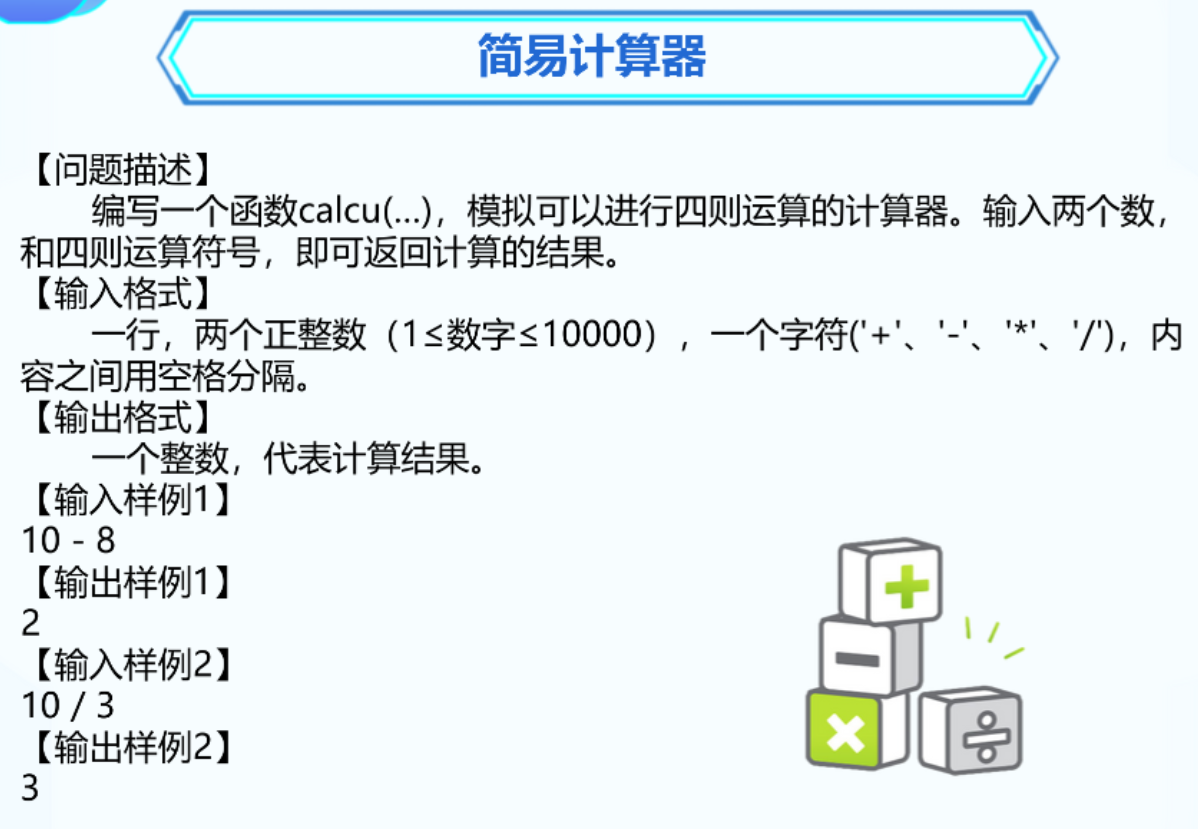 简易计算器
【问题描述】
编写一个函数calcu(...)，模拟可以进行四则运算的计算器。输入两个数，
和四则运算符号，即可返回计算的结果。
【输入格式】
一行，两个正整数（1≤数字≤10000），一个字符('+'、'-'、'*'、'/')，内
容之间用空格分隔。
【输出格式】
一个整数，代表计算结果。
【输入样例1】
10 - 8
【输出样例1】
2
【输入样例2】
10 / 3
【输出样例2】
3